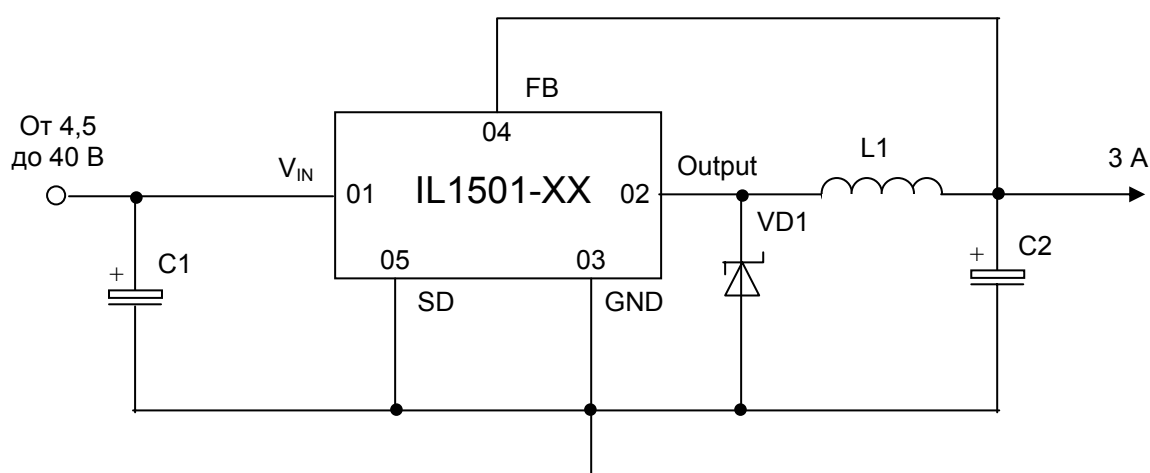 FB
От 4,5
до 40 В
04
L1
3 А
V_IN
Output
01
IL1501-XX
02
VD1
+
C1
05
03
+
C2
SD
GND